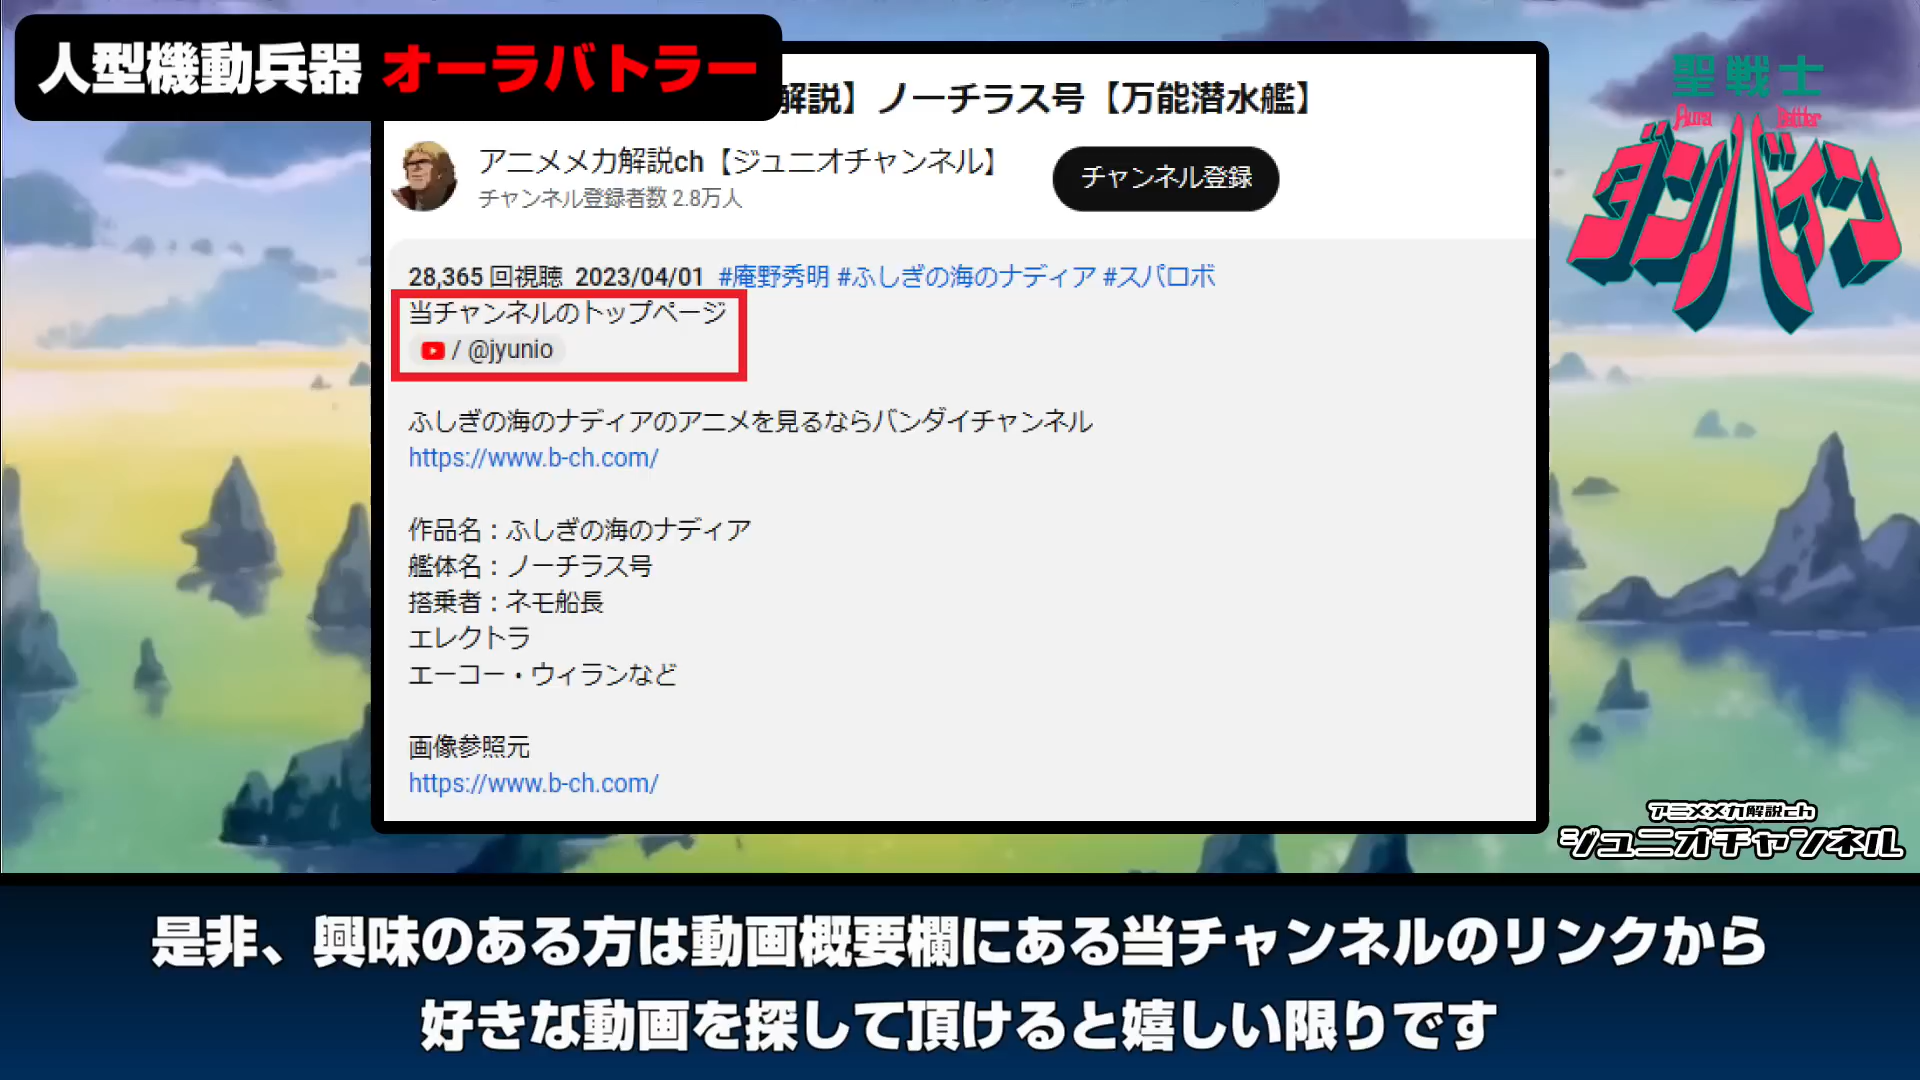 人型機動兵器 オーラバトラー
解説】ノーチラス号【万能潜水艦】
アニメメカ解説ch【ジュニオチャンネル】
チャンネル登録者数 2.8万人
チャンネル登録
28,365 回視聴 2023/04/01 #庵野秀明 #ふしぎの海のナディア #スパロボ
当チャンネルのトップページ
/ @jyunio
ふしぎの海のナディアのアニメを見るならバンダイチャンネル
https://www.b-ch.com/
作品名：ふしぎの海のナディア
艦体名：ノーチラス号
搭乗者：ネモ船長
エレクトラ
エーコー・ウィランなど
画像参照元
https://www.b-ch.com/
聖戦士
Aura Battler
ダンバイン
アニメメカ解説ch
ジュニオチャンネル
是非、興味のある方は動画概要欄にある当チャンネルのリンクから
好きな動画を探して頂けると嬉しい限りです